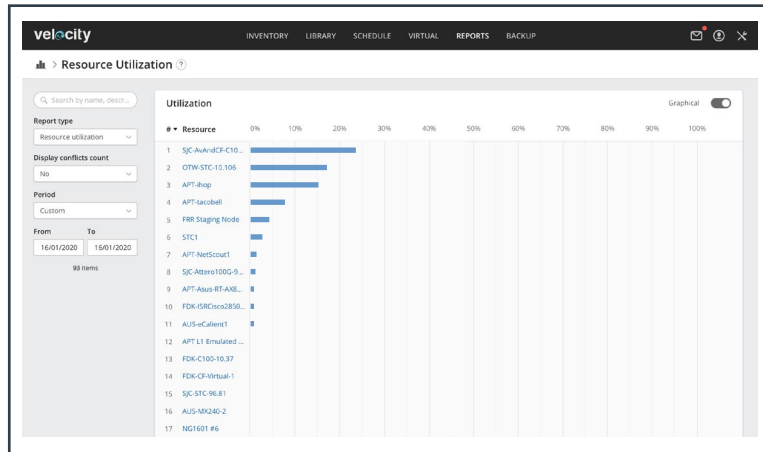 velocity
INVENTORY LIBRARY SCHEDULE VIRTUAL REPORTS BACKUP
> Resource Utilization ?
Search by name, descr...
Report type
Resource utilization
Display conflicts count
No
Period
Custom
From To
16/01/2020 16/01/2020
93 items
Utilization
Graphical
# Resource 0% 10% 20% 30% 40% 50% 60% 70% 80% 90% 100%
1 SJC-AvAndCF-C10...
2 OTW-STC-10.106
3 APT-ihop
4 APT-tacobell
5 FRR Staging Node
6 STC1
7 APT-NetScout1
8 SJC-Attero100G-9...
9 APT-Asus-RT-AX8...
10 FDK-ISRCisco2850...
11 AUS-eCalient1
12 APT L1 Emulated ...
13 FDK-C100-10.37
14 FDK-CF-Virtual-1
15 SJC-STC-96.81
16 AUS-MX240-2
17 NG1601 #6